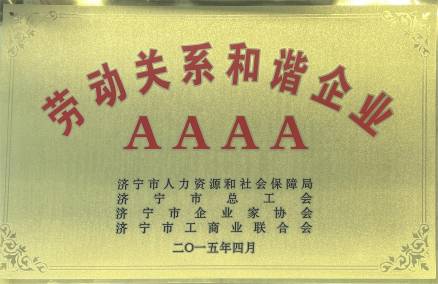 劳动关系和谐企业
AAAA
济宁市人力资源和社会保障局
济宁市总工会
济宁市企业家协会
济宁市工商业联合会
二〇一五年四月